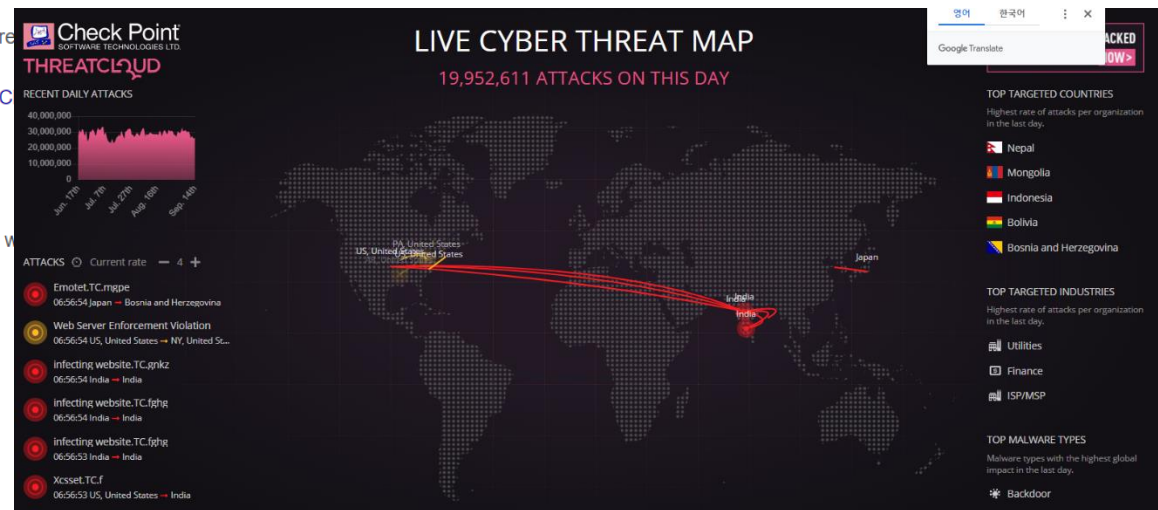 Check Point
SOFTWARE TECHNOLOGIES LTD.
THREATCLOUD
RECENT DAILY ATTACKS
40,000,000
30,000,000
20,000,000
10,000,000
0
Jun. 17th
Jul. 7th
Jul. 27th
Aug. 16th
Sep. 14th
ATTACKS Current rate − 4 +
Emotet.TC.mgpe
06:56:54 Japan → Bosnia and Herzegovina
Web Server Enforcement Violation
06:56:54 US, United States → NY, United St...
infecting website.TC.gnkz
06:56:54 India → India
infecting website.TC.fghg
06:56:54 India → India
infecting website.TC.fghg
06:56:53 India → India
Xcsset.TC.f
06:56:53 US, United States → India
LIVE CYBER THREAT MAP
19,952,611 ATTACKS ON THIS DAY
PA, United States
US, United States
United States
Japan
India
India
India
영어 한국어
Google Translate
ACKED
NOW>
TOP TARGETED COUNTRIES
Highest rate of attacks per organization
in the last day.
Nepal
Mongolia
Indonesia
Bolivia
Bosnia and Herzegovina
TOP TARGETED INDUSTRIES
Highest rate of attacks per organization
in the last day.
Utilities
Finance
ISP/MSP
TOP MALWARE TYPES
Malware types with the highest global
impact in the last day.
Backdoor